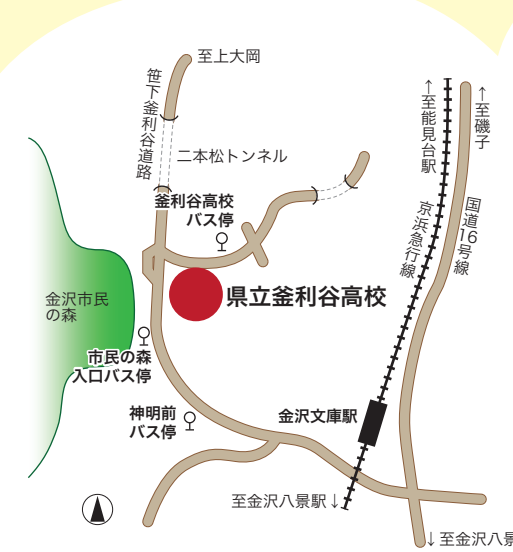 至上大岡
笹下釜利谷道路
二本松トンネル
←至能見台駅
←至磯子
釜利谷高校
バス停
京浜急行線
国道16号線
県立釜利谷高校
金沢市民
の森
市民の森
入口バス停
神明前
バス停
金沢文庫駅
至金沢八景駅↓
↓至金沢八景